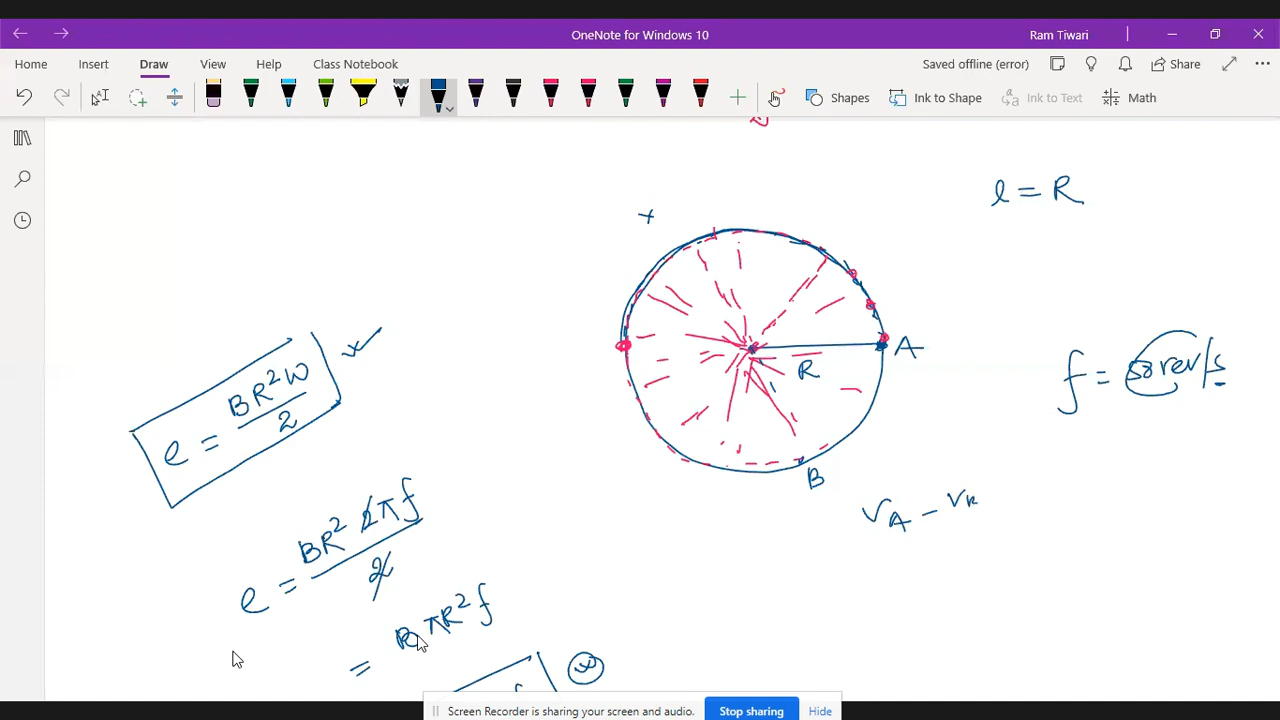 OneNote for Windows 10
Ram Tiwari
Home Insert Draw View Help Class Notebook
Saved offline (error)
Share
Shapes
Ink to Shape
Ink to Text
Math
l = R
+
A
R
B
f = 50 rev/s
e = BR²ω/2
V_A -
e = BR² 2πf/2
= BπR²f
Screen Recorder is sharing your screen and audio.
Stop sharing
Hide